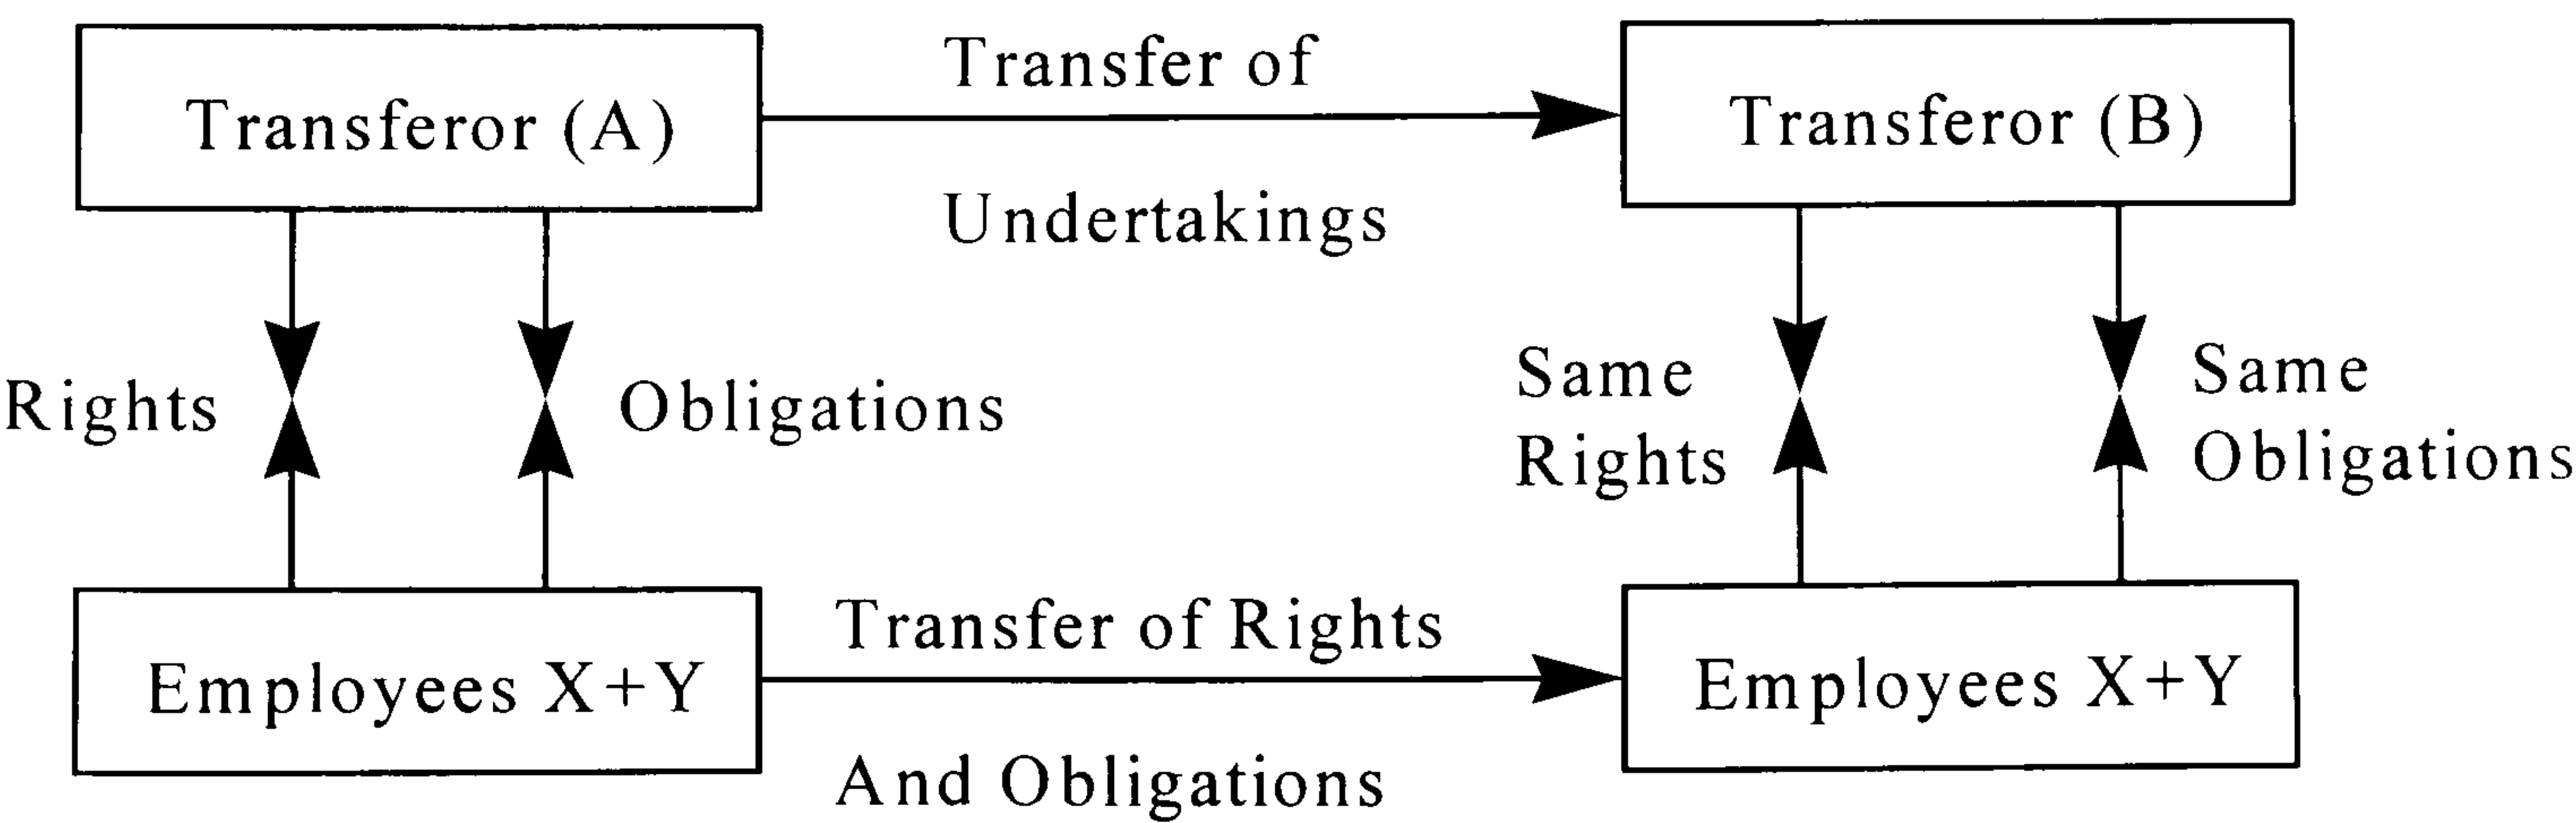 Transferor (A)
Transfer of
Undertakings
Transferor (B)
Rights
Obligations
Same
Rights
Same
Obligations
Employees X+Y
Transfer of Rights
And Obligations
Employees X+Y